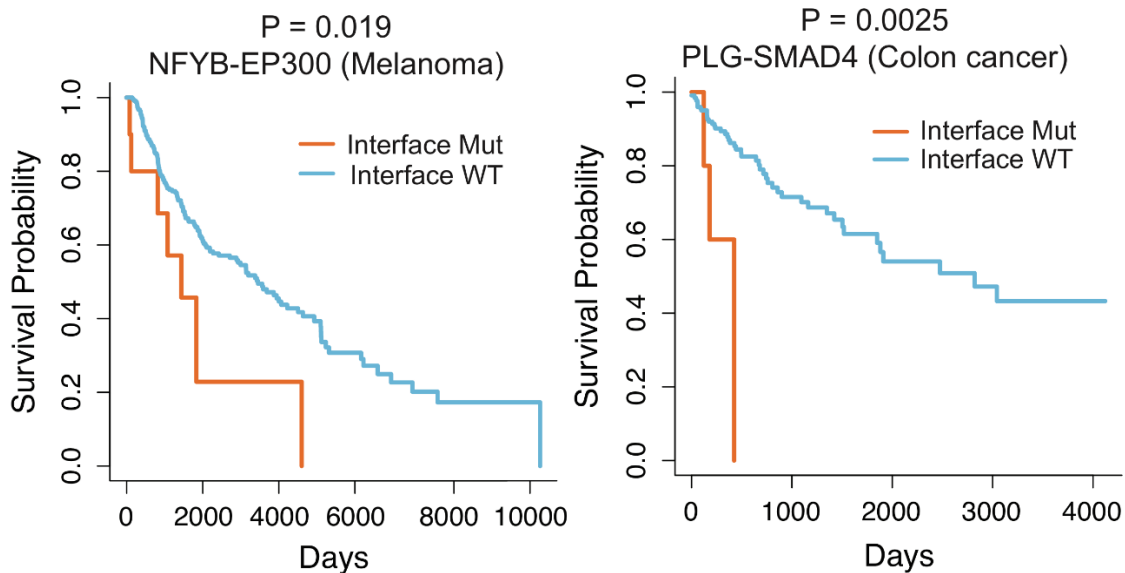 P = 0.019
NFYB-EP300 (Melanoma)
Survival Probability
1.0
0.8
0.6
0.4
0.2
0.0
Interface Mut
Interface WT
0 2000 4000 6000 8000 10000
Days
P = 0.0025
PLG-SMAD4 (Colon cancer)
Survival Probability
1.0
0.8
0.6
0.4
0.2
0.0
Interface Mut
Interface WT
0 1000 2000 3000 4000
Days